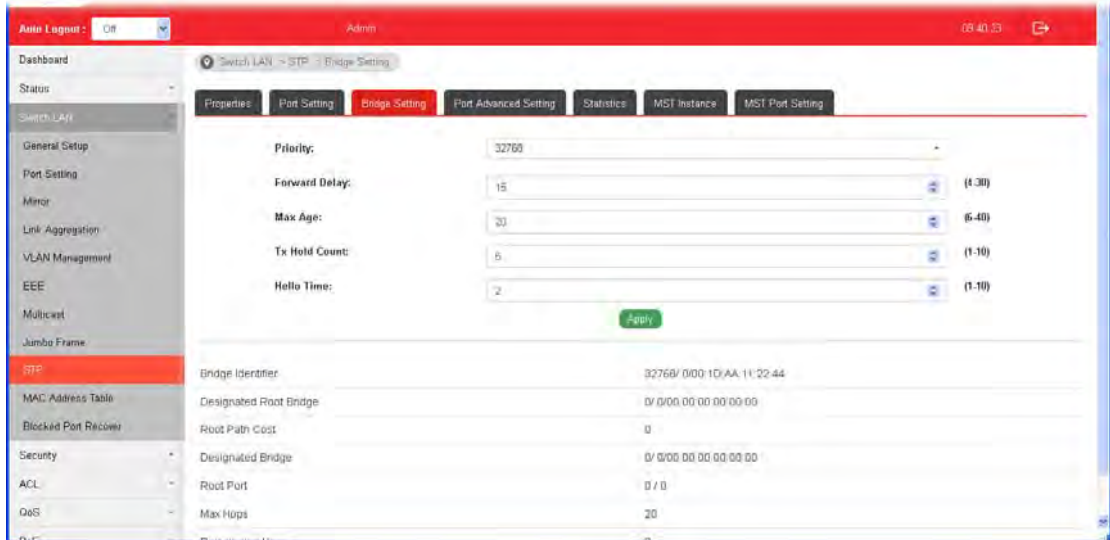 Auto Logout : Off Admin 09:40:23
Dashboard
Switch LAN > STP > Bridge Setting
Status
Properties Port Setting Bridge Setting Port Advanced Setting Statistics MST Instance MST Port Setting
Switch LAN
General Setup
Priority: 32768
Port Setting
Forward Delay: 15 (4-30)
Mirror
Max Age: 20 (6-40)
Link Aggregation
Tx Hold Count: 6 (1-10)
VLAN Management
EEE
Hello Time: 2 (1-10)
Multicast
Apply
Jumbo Frame
STP
Bridge Identifier 32768/ 0/00:1D:AA:11:22:44
MAC Address Table
Designated Root Bridge 0/ 0/00:00:00:00:00:00
Blocked Port Recover
Root Path Cost 0
Security
Designated Bridge 0/ 0/00:00:00:00:00:00
ACL
Root Port 0 / 0
QoS
Max Hops 20